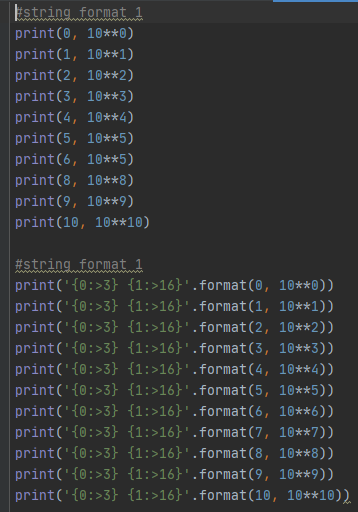 #string format 1
print(0, 10**0)
print(1, 10**1)
print(2, 10**2)
print(3, 10**3)
print(4, 10**4)
print(5, 10**5)
print(6, 10**5)
print(8, 10**8)
print(9, 10**9)
print(10, 10**10)

#string format 1
print('{0:>3} {1:>16}'.format(0, 10**0))
print('{0:>3} {1:>16}'.format(1, 10**1))
print('{0:>3} {1:>16}'.format(2, 10**2))
print('{0:>3} {1:>16}'.format(3, 10**3))
print('{0:>3} {1:>16}'.format(4, 10**4))
print('{0:>3} {1:>16}'.format(5, 10**5))
print('{0:>3} {1:>16}'.format(6, 10**6))
print('{0:>3} {1:>16}'.format(7, 10**7))
print('{0:>3} {1:>16}'.format(8, 10**8))
print('{0:>3} {1:>16}'.format(9, 10**9))
print('{0:>3} {1:>16}'.format(10, 10**10))